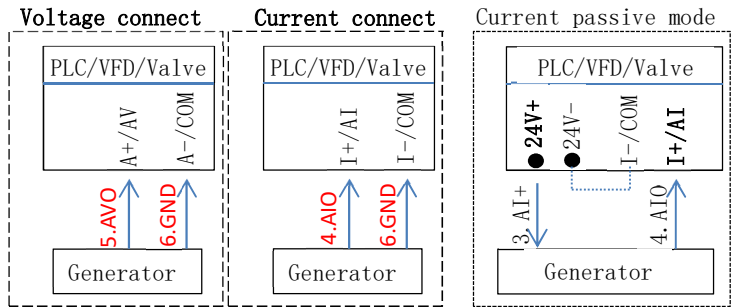 Voltage connect
PLC/VFD/Valve
A+/AV
A-/COM
5.AVO
6.GND
Generator
Current connect
PLC/VFD/Valve
I+/AI
I-/COM
4.AIO
6.GND
Generator
Current passive mode
PLC/VFD/Valve
24V+
24V-
I-/COM
I+/AI
3. AI+
4. AIO
Generator